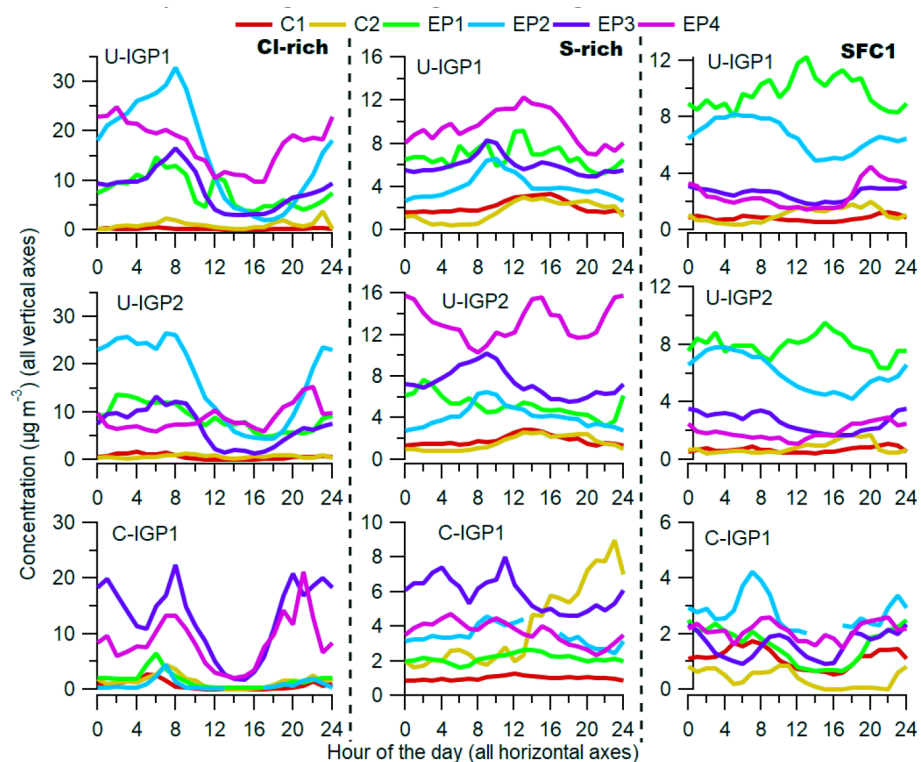 C1 C2 EP1 EP2 EP3 EP4
Cl-rich
S-rich
SFC1
Concentration (µg m⁻³) (all vertical axes)
U-IGP1
30
20
10
0
0 4 8 12 16 20 24
U-IGP1
16
12
8
4
0
0 4 8 12 16 20 24
U-IGP1
12
8
4
0
0 4 8 12 16 20 24
U-IGP2
30
20
10
0
0 4 8 12 16 20 24
U-IGP2
16
12
8
4
0
0 4 8 12 16 20 24
U-IGP2
12
8
4
0
0 4 8 12 16 20 24
C-IGP1
30
20
10
0
0 4 8 12 16 20 24
C-IGP1
10
8
6
4
2
0
0 4 8 12 16 20 24
C-IGP1
6
4
2
0
0 4 8 12 16 20 24
Hour of the day (all horizontal axes)